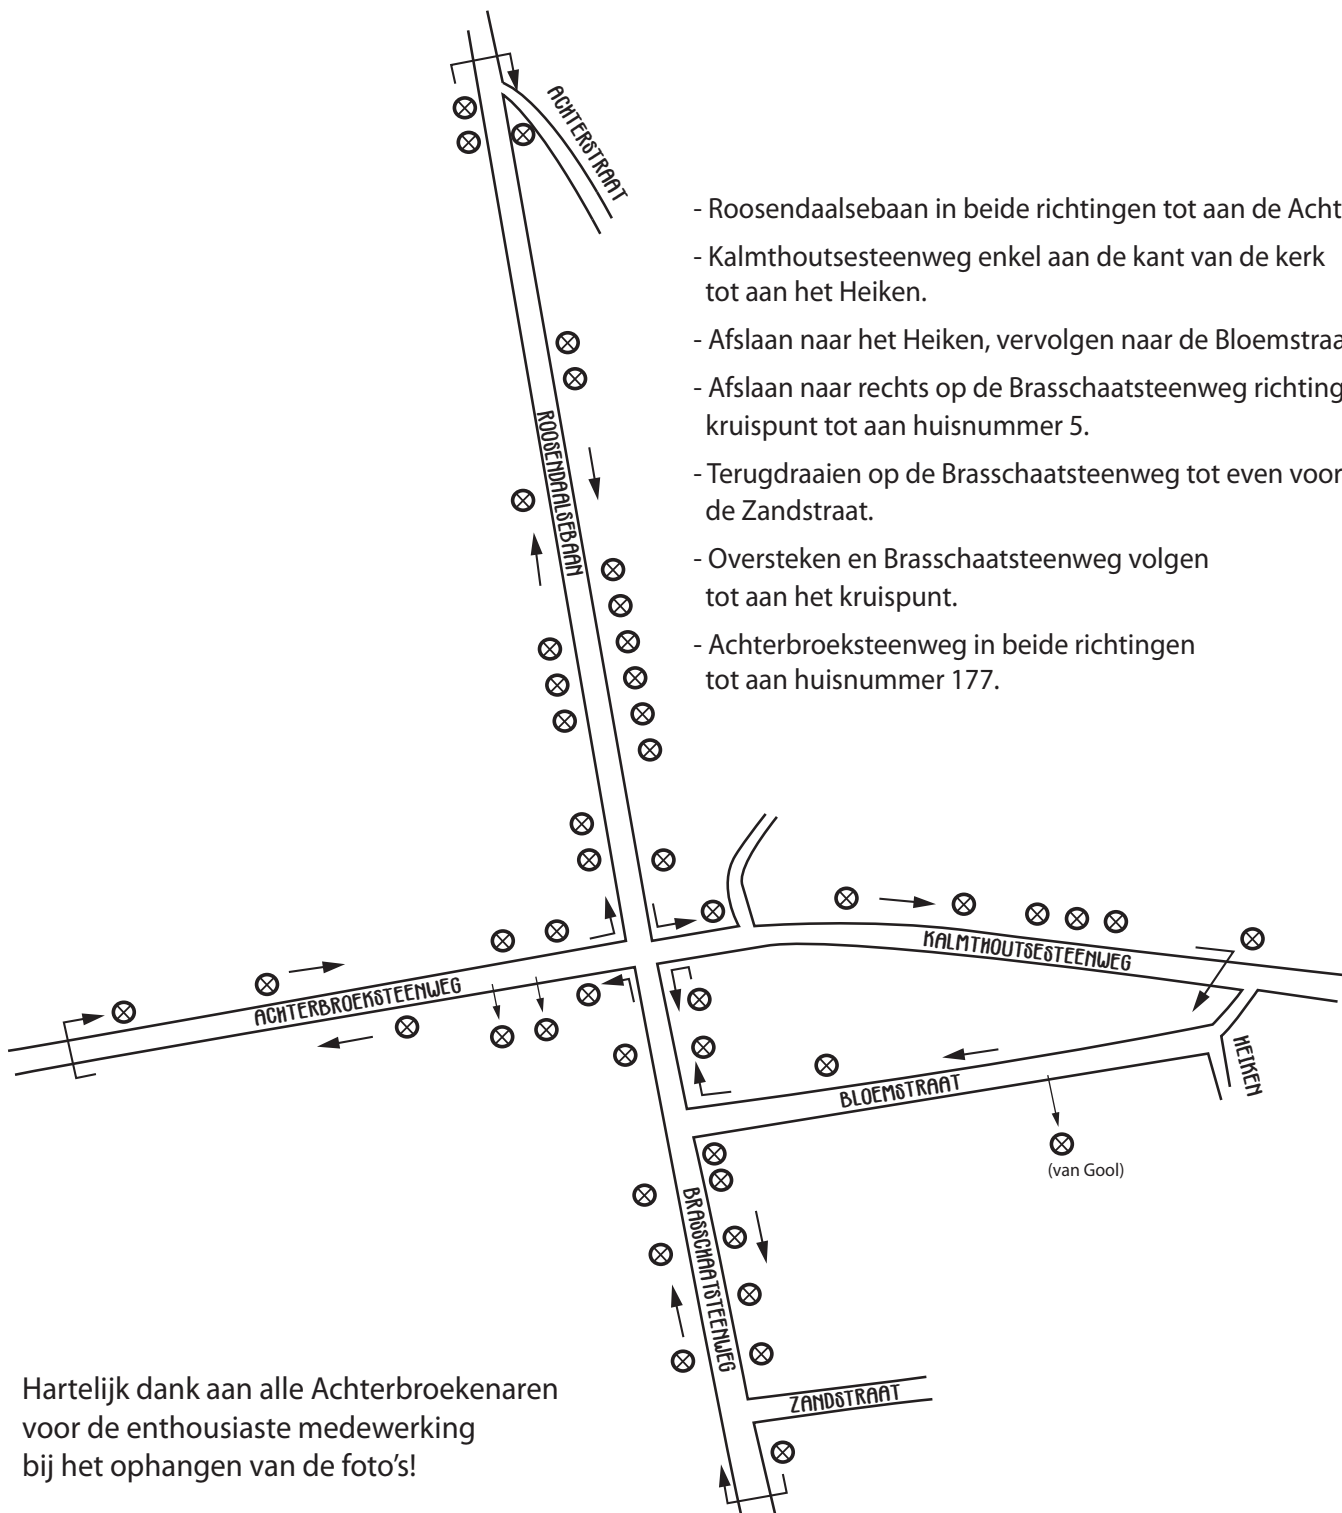 ACHTERSTRAAT
- Roosendaalsebaan in beide richtingen tot aan de Acht
- Kalmthoutsesteenweg enkel aan de kant van de kerk
tot aan het Heiken.
- Afslaan naar het Heiken, vervolgen naar de Bloemstraa
- Afslaan naar rechts op de Brasschaatsteenweg richting
kruispunt tot aan huisnummer 5.
- Terugdraaien op de Brasschaatsteenweg tot even voor
de Zandstraat.
- Oversteken en Brasschaatsteenweg volgen
tot aan het kruispunt.
- Achterbroeksteenweg in beide richtingen
tot aan huisnummer 177.
ROOSENDAALSEBAAN
KALMTHOUTSESTEENWEG
ACHTERBROEKSTEENWEG
HEIKEN
BLOEMSTRAAT
(van Gool)
BRASSCHAATSTEENWEG
ZANDSTRAAT
Hartelijk dank aan alle Achterbroekenaren
voor de enthousiaste medewerking
bij het ophangen van de foto's!